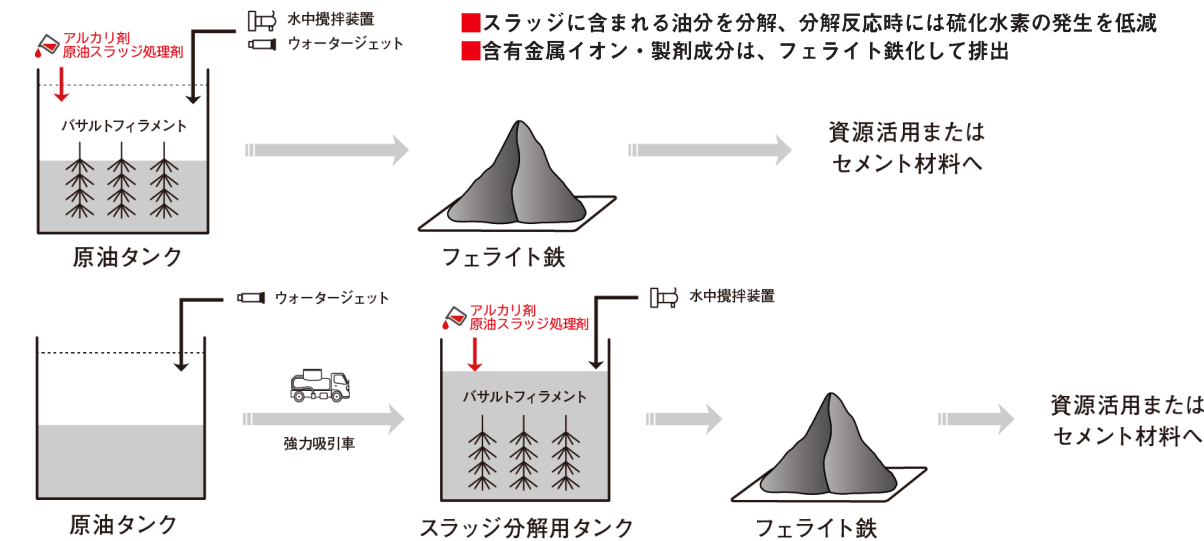 水中攪拌装置
ウォータージェット
アルカリ剤
原油スラッジ処理剤
■スラッジに含まれる油分を分解、分解反応時には硫化水素の発生を低減
■含有金属イオン・製剤成分は、フェライト鉄化して排出
バサルトフィラメント
資源活用または
セメント材料へ
原油タンク
フェライト鉄
ウォータージェット
アルカリ剤
原油スラッジ処理剤
水中攪拌装置
バサルトフィラメント
強力吸引車
資源活用または
セメント材料へ
原油タンク
スラッジ分解用タンク
フェライト鉄